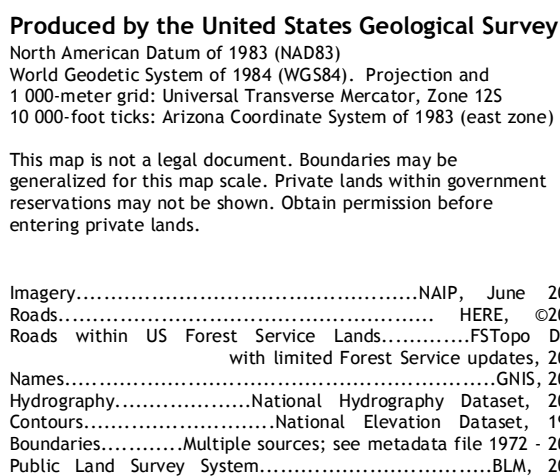 Produced by the United States Geological Survey
North American Datum of 1983 (NAD83)
World Geodetic System of 1984 (WGS84). Projection and
1 000-meter grid: Universal Transverse Mercator, Zone 12S
10 000-foot ticks: Arizona Coordinate System of 1983 (east zone)
This map is not a legal document. Boundaries may be
generalized for this map scale. Private lands within government
reservations may not be shown. Obtain permission before
entering private lands.
Imagery..................................................NAIP, June
Roads....................................................... HERE,
Roads within US Forest Service Lands.............FSTopo
with limited Forest Service updates,
Names...............................................................GNIS,
Hydrography....................National Hydrography Dataset,
Contours............................National Elevation Dataset,
Boundaries............Multiple sources; see metadata file 1972 -
Public Land Survey System..................................BLM,